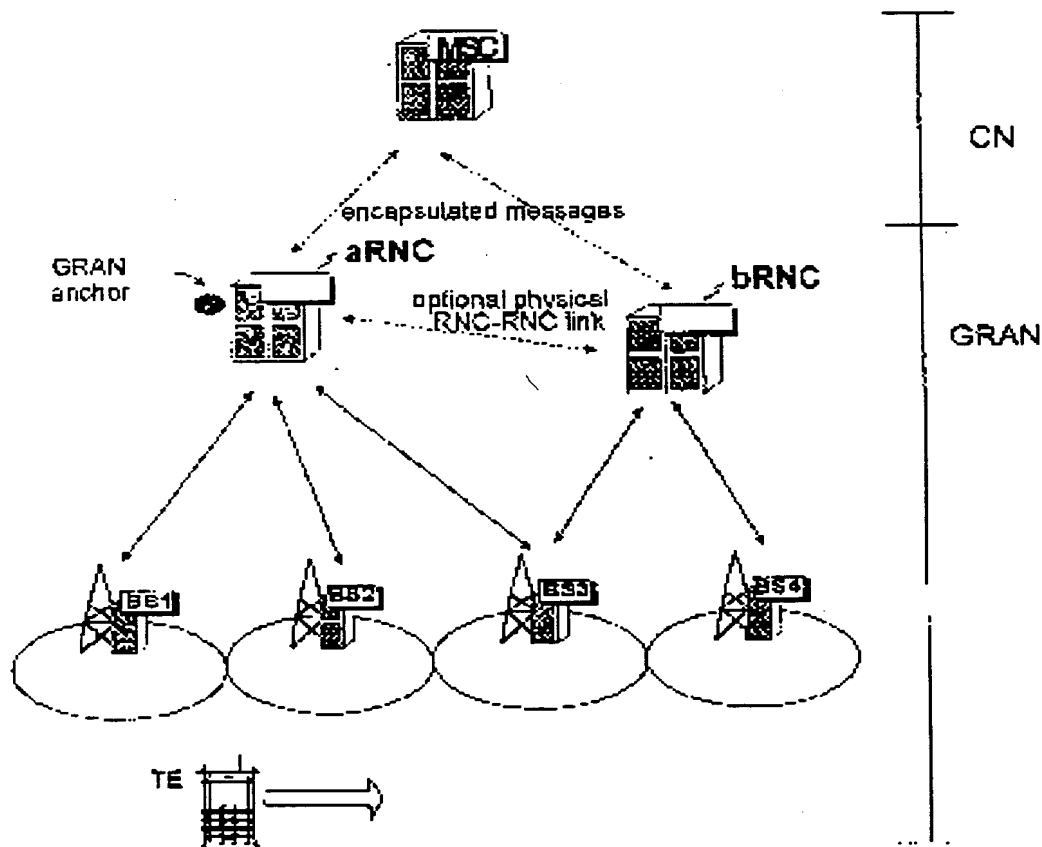 MSC
CN
encapsulated messages
aRNC
GRAN
anchor
bRNC
optional physical
RNC-RNC link
GRAN
BS1
BS2
BS3
BS4
TE